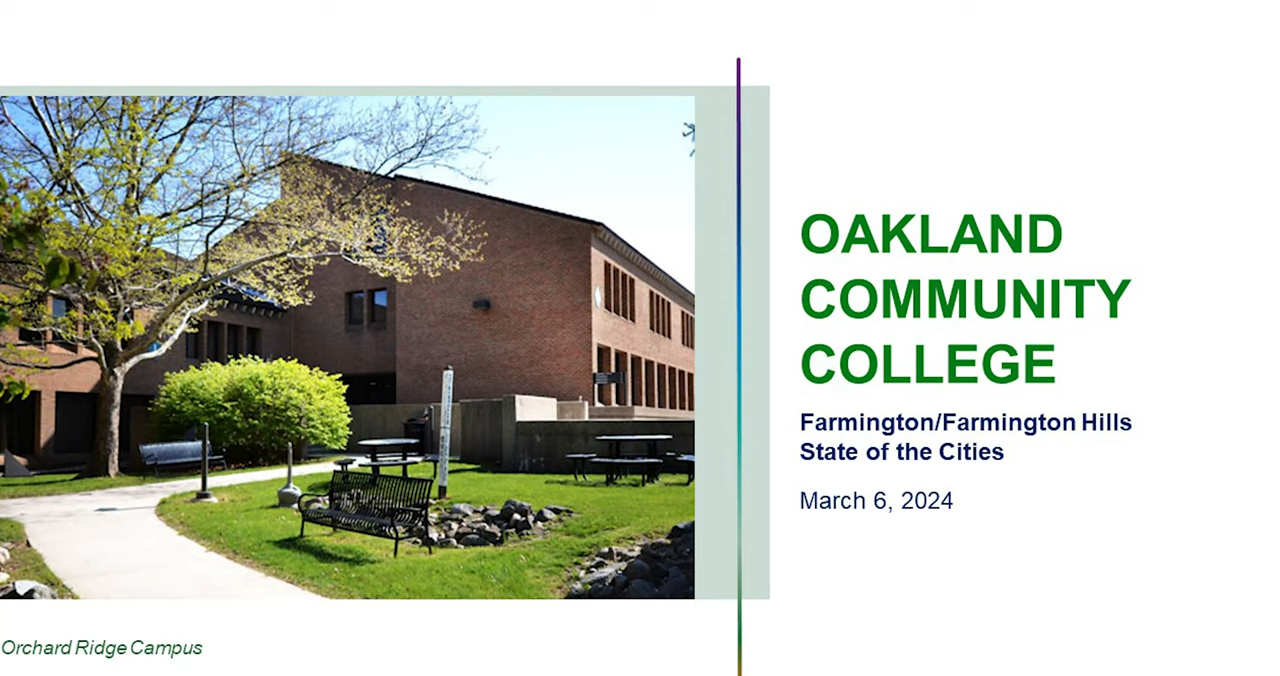 OAKLAND
COMMUNITY
COLLEGE
Farmington/Farmington Hills
State of the Cities
March 6, 2024
Orchard Ridge Campus